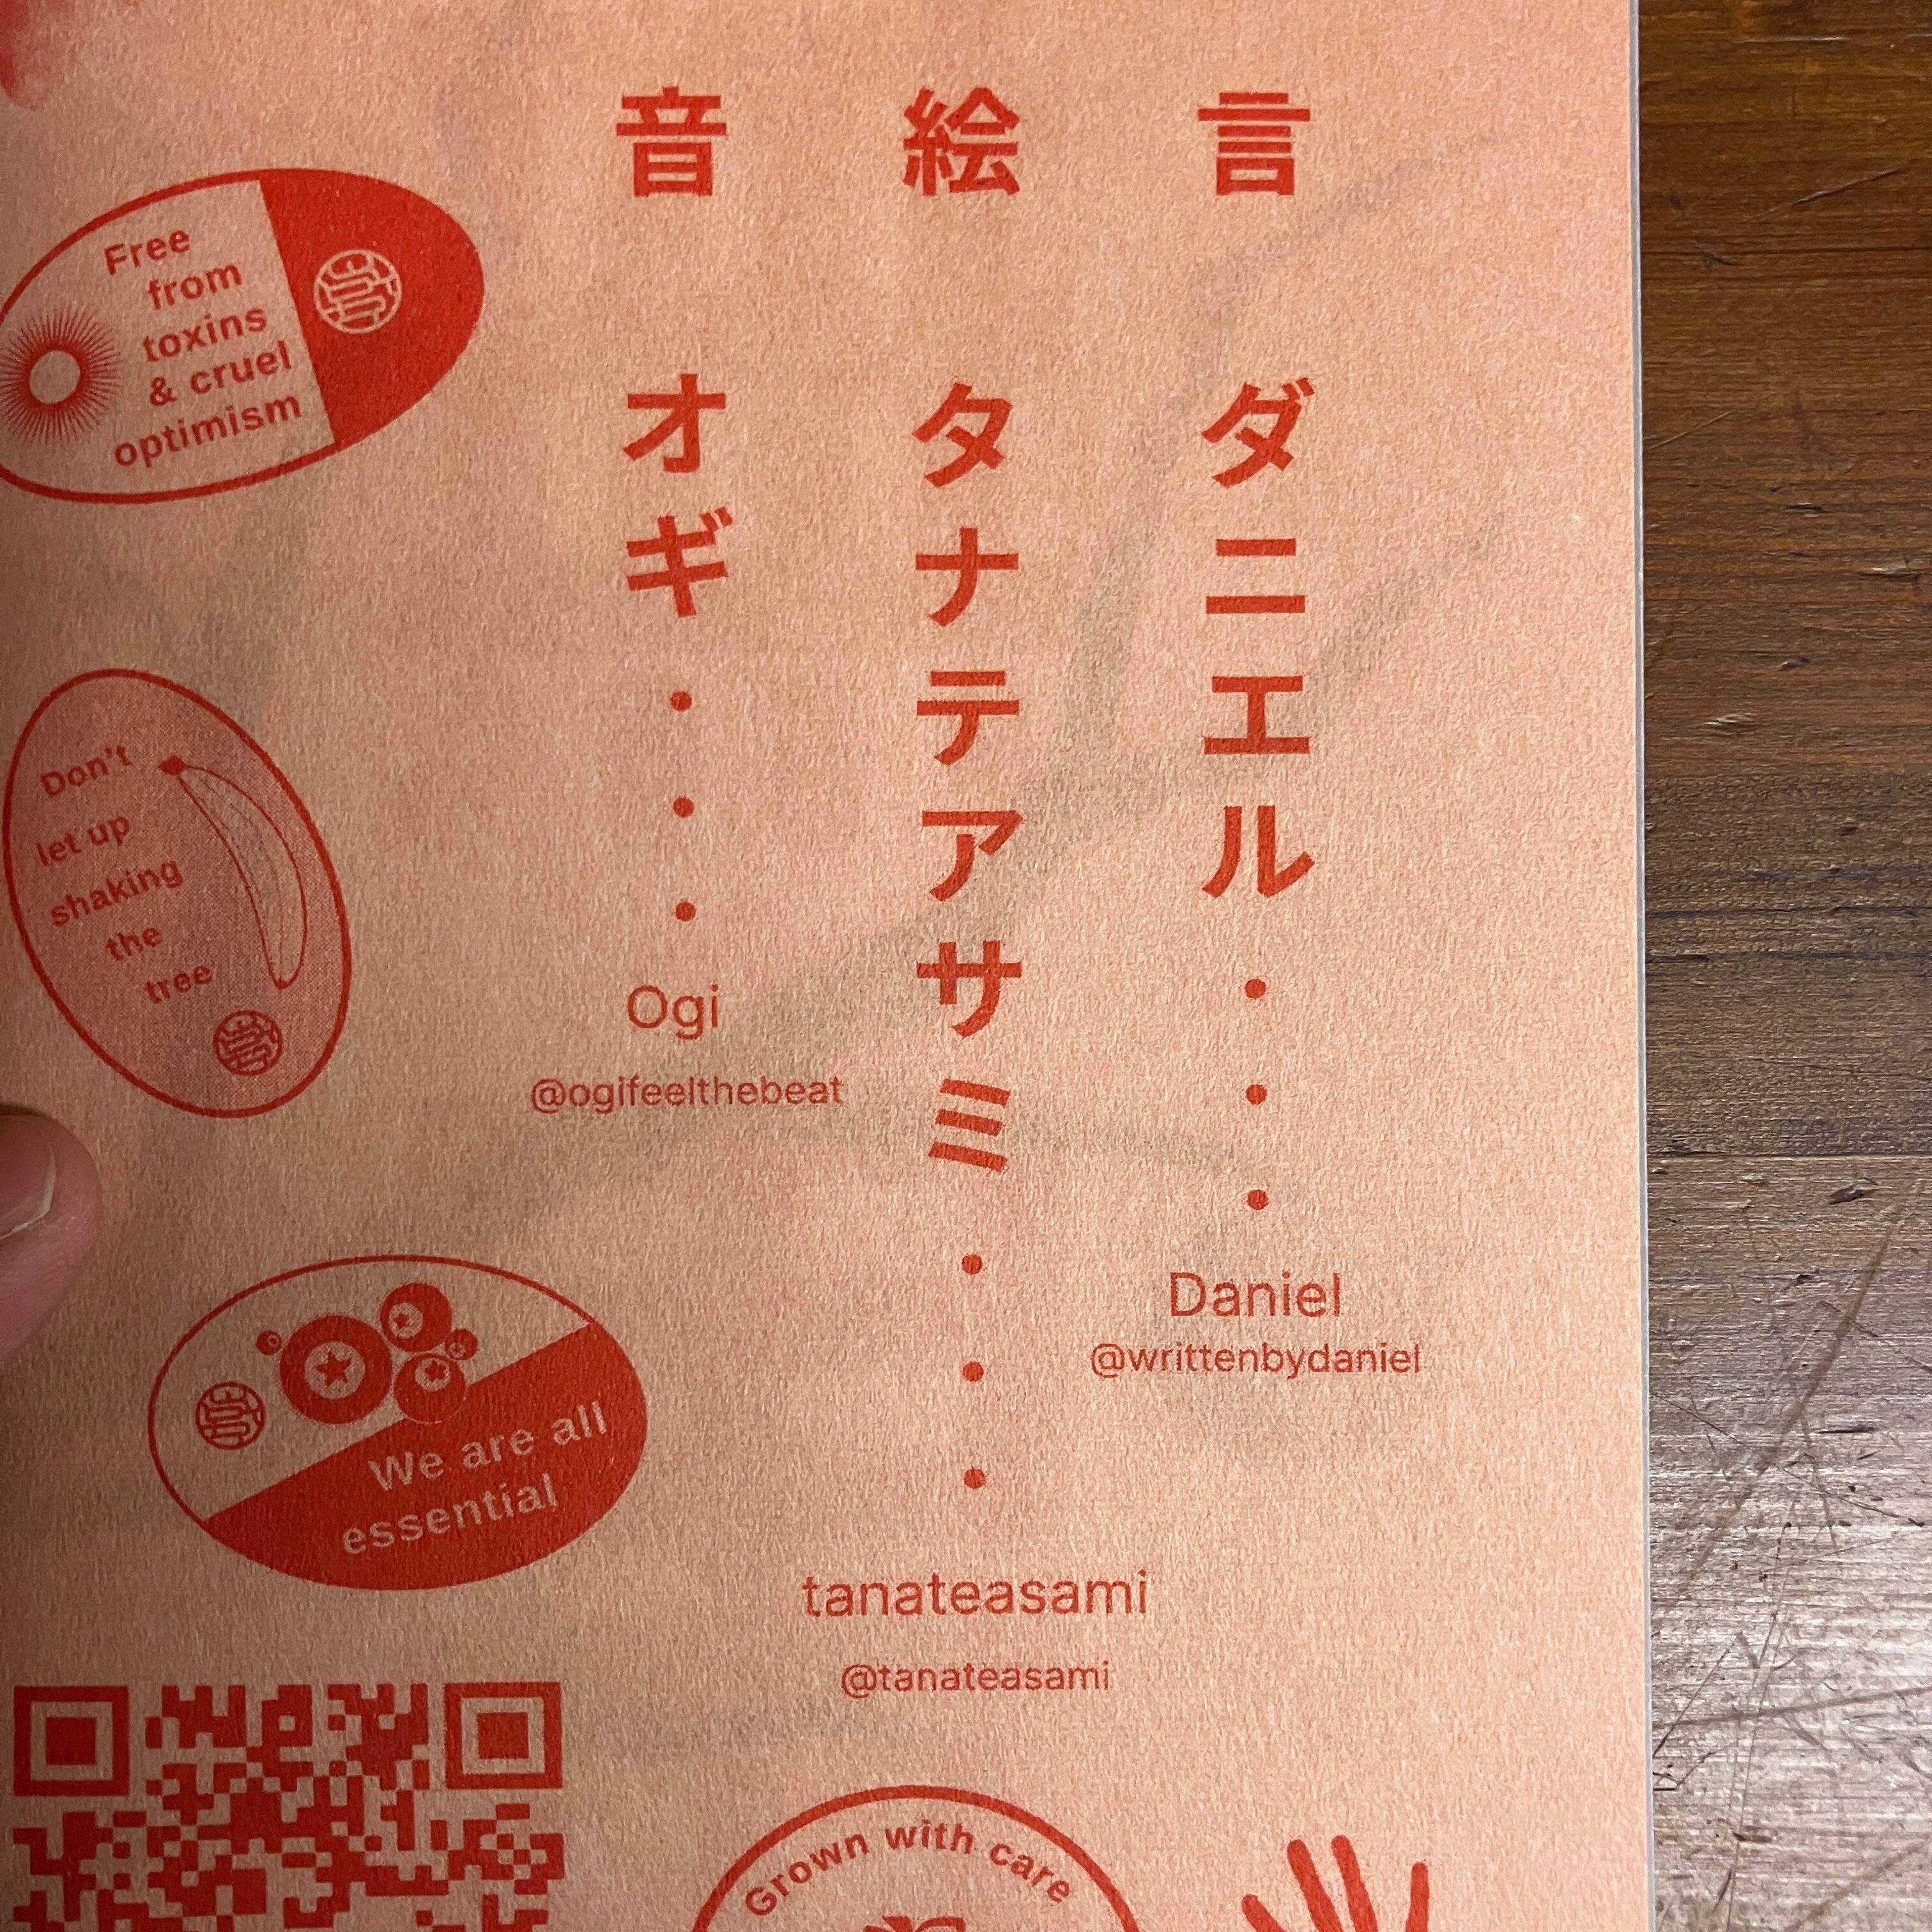 言
ダニエル・・・
Daniel
@writtenbydaniel
絵
タナテアサミ・・・
tanateasami
@tanateasami
音
オギ・・・
Ogi
@ogifeelthebeat
Free
from
toxins
& cruel
optimism
Don't
let up
shaking
the
tree
We are all
essential
Grown with care